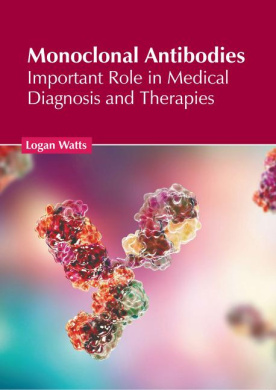 Monoclonal Antibodies
Important Role in Medical
Diagnosis and Therapies
Logan Watts